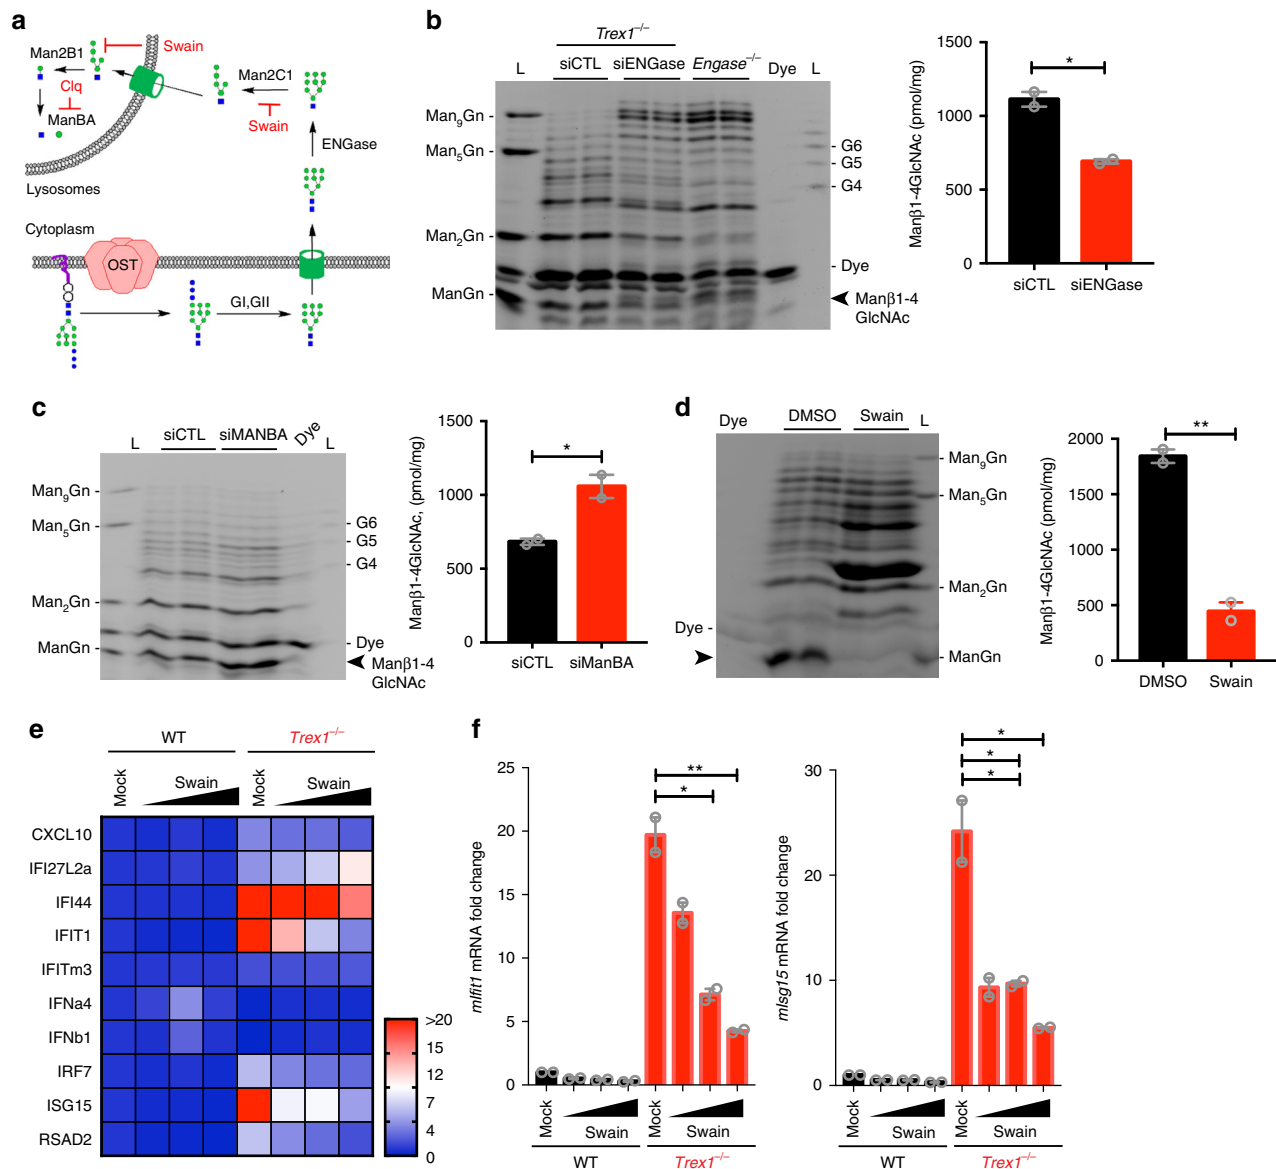 a
Man2B1
Swain
Clq
ManBA
Man2C1
Swain
ENGase
Lysosomes
Cytoplasm
OST
GI,GII
b
Trex1–/–
L siCTL siENGase Engase–/– Dye L
Man9Gn
Man5Gn
Man2Gn
ManGn
G6
G5
G4
Dye
Manβ1-4
GlcNAc
Manβ1-4GlcNAc (pmol/mg)
1500
1000
500
0
*
siCTL siENGase
c
L siCTL siMANBA Dye L
Man9Gn
Man5Gn
Man2Gn
ManGn
G6
G5
G4
Dye
Manβ1-4
GlcNAc
Manβ1-4GlcNAc, (pmol/mg)
1500
1000
500
0
*
siCTL siManBA
d
Dye DMSO Swain L
Man9Gn
Man5Gn
Man2Gn
Dye
ManGn
Manβ1-4GlcNAc (pmol/mg)
2000
1500
2000
500
0
**
DMSO Swain
e
WT Trex1–/–
Mock Swain Mock Swain
CXCL10
IFI27L2a
IFI44
IFIT1
IFITm3
IFNa4
IFNb1
IRF7
ISG15
RSAD2
>20
15
12
7
4
0
f
mIfit1 mRNA fold change
25
20
15
10
5
0
**
*
Mock Swain Mock Swain
WT Trex1–/–
mIsg15 mRNA fold change
30
20
10
0
*
*
*
Mock Swain Mock Swain
WT Trex1–/–